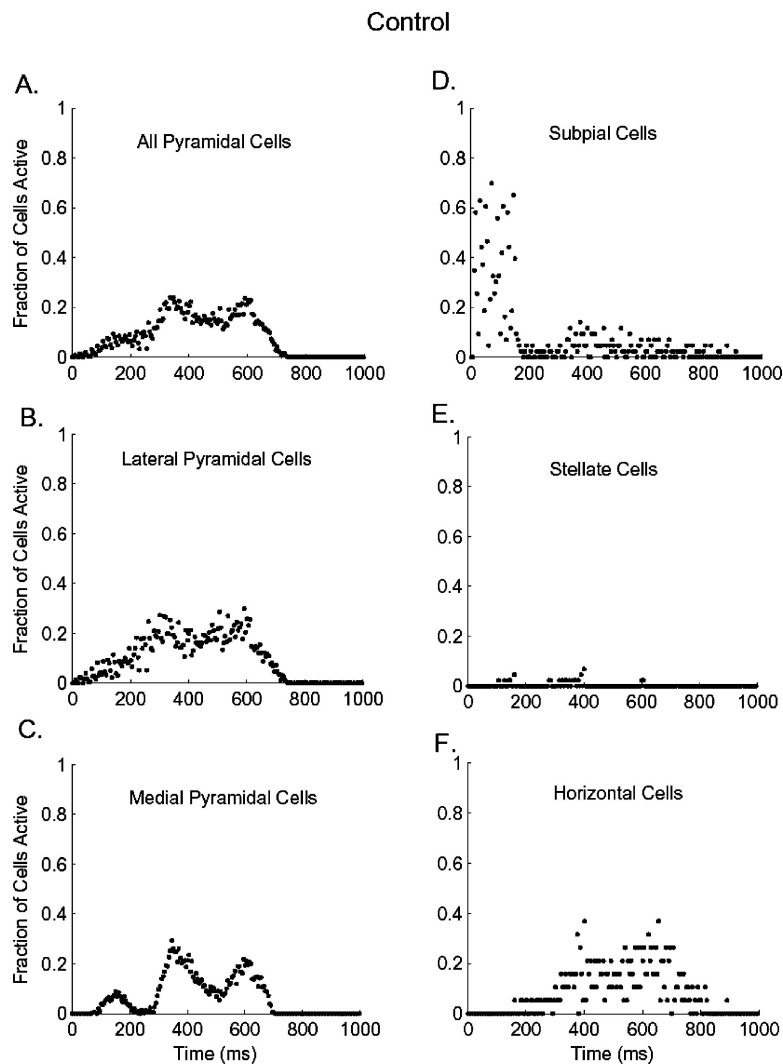 Control
A.
1
0.8
0.6
0.4
0.2
0
Fraction of Cells Active
All Pyramidal Cells
0 200 400 600 800 1000
B.
1
0.8
0.6
0.4
0.2
0
Fraction of Cells Active
Lateral Pyramidal Cells
0 200 400 600 800 1000
C.
1
0.8
0.6
0.4
0.2
0
Fraction of Cells Active
Medial Pyramidal Cells
0 200 400 600 800 1000
Time (ms)
D.
1
0.8
0.6
0.4
0.2
0
Subpial Cells
0 200 400 600 800 1000
E.
1
0.8
0.6
0.4
0.2
0
Stellate Cells
0 200 400 600 800 1000
F.
1
0.8
0.6
0.4
0.2
0
Horizontal Cells
0 200 400 600 800 1000
Time (ms)